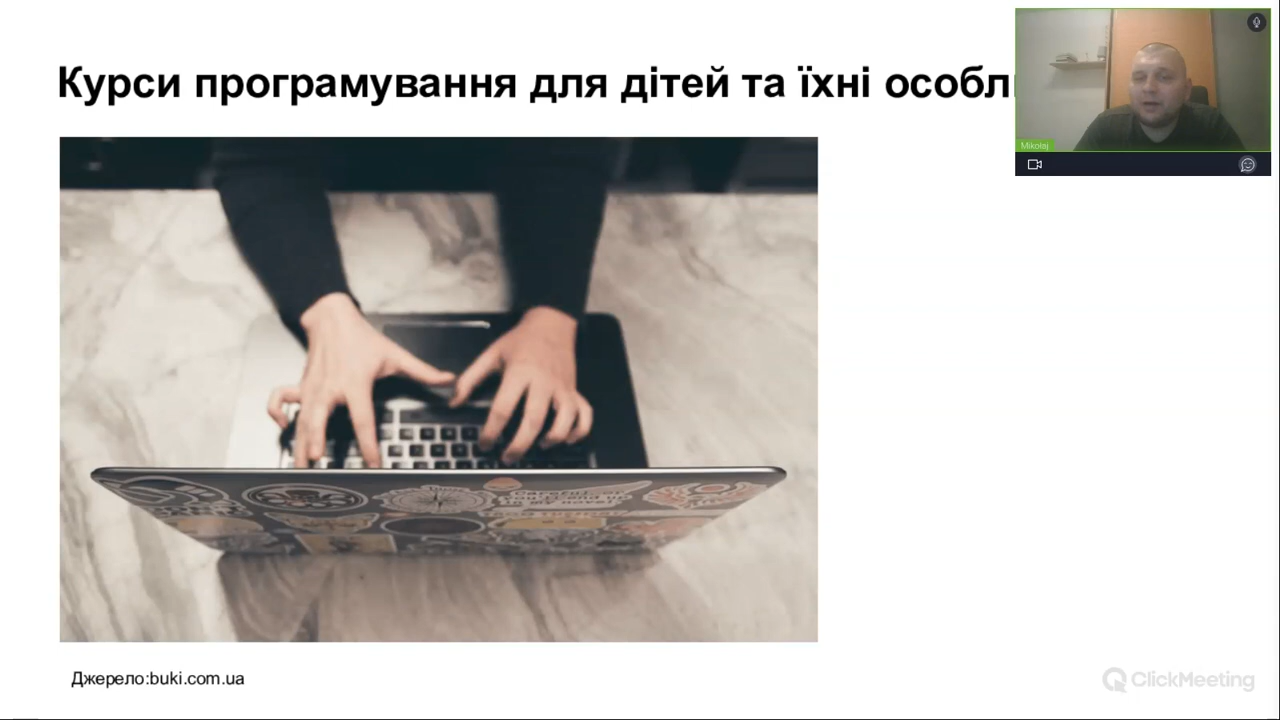 Курси програмування для дітей та їхні особл
Mikolaj
Джерело:buki.com.ua
ClickMeeting